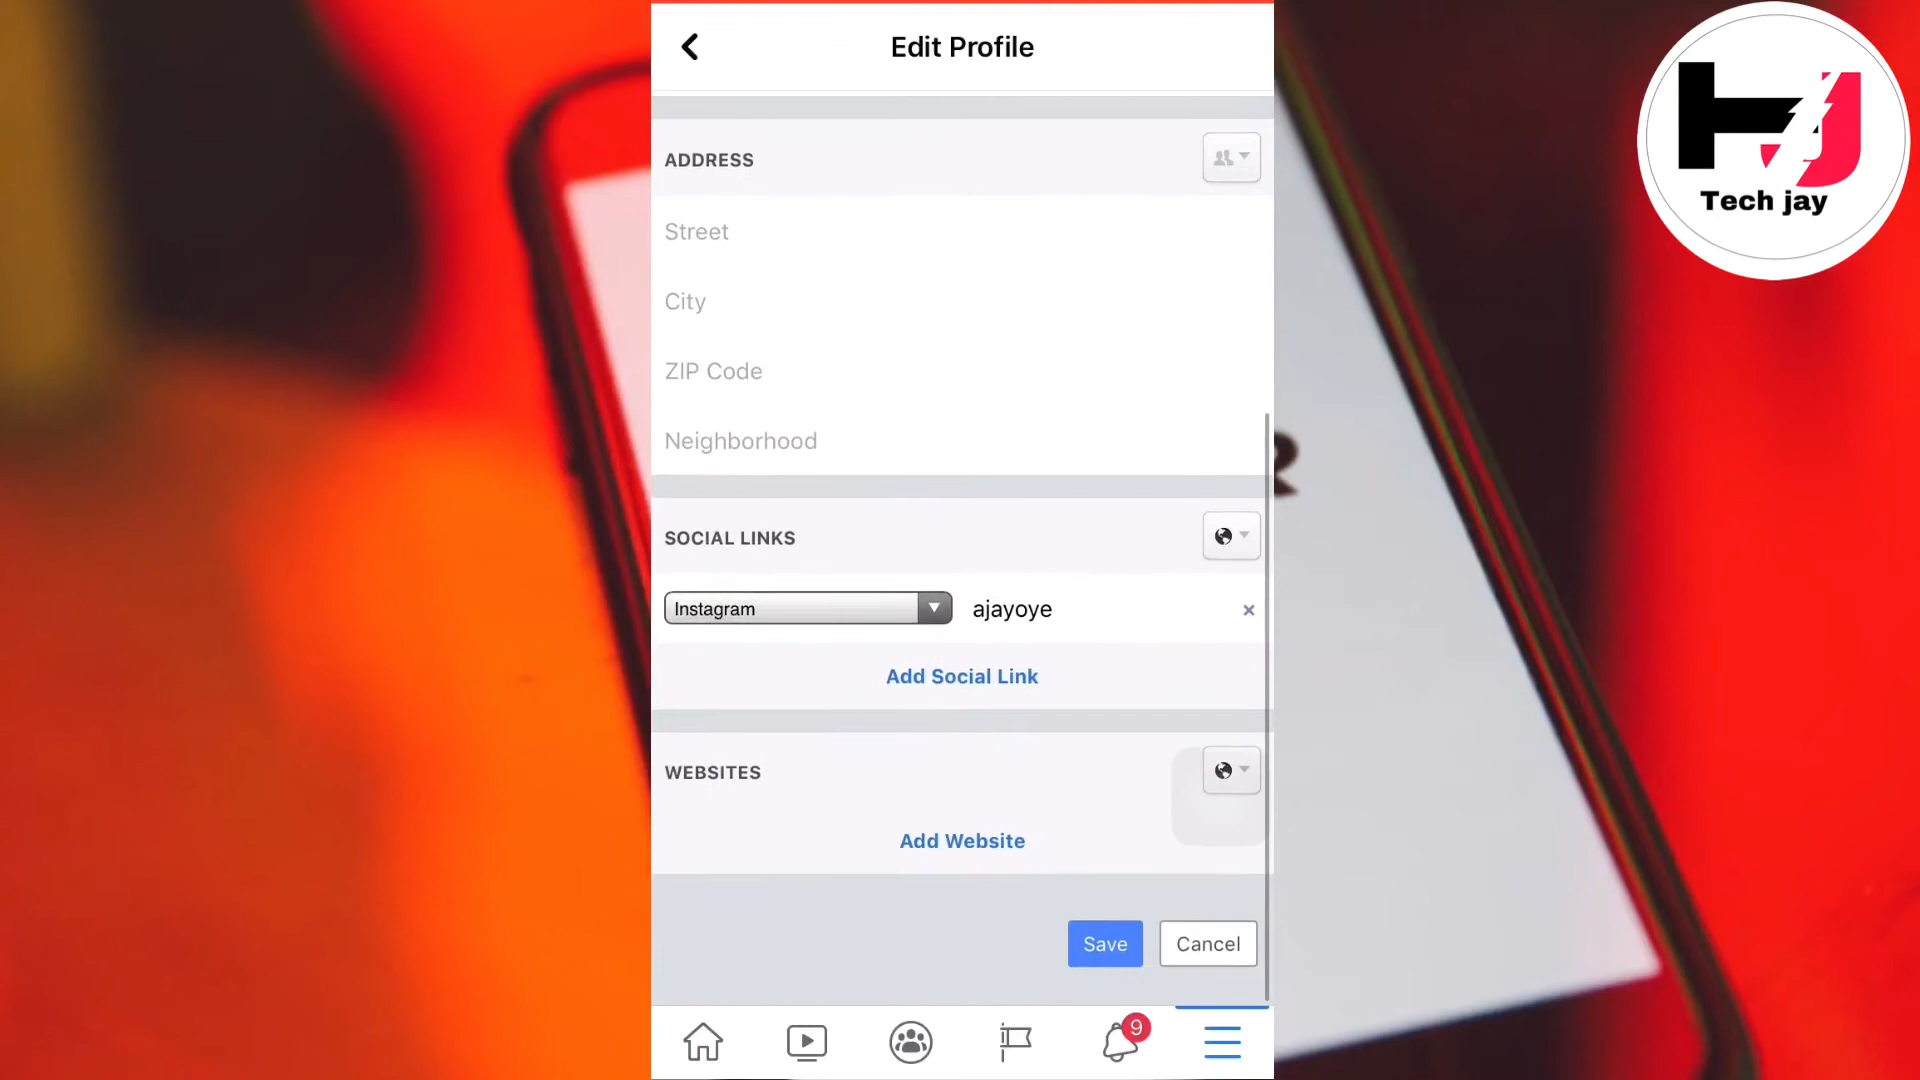 Edit Profile
ADDRESS
Street
City
ZIP Code
Neighborhood
SOCIAL LINKS
Instagram ajayoye
Add Social Link
WEBSITES
Add Website
Save Cancel
9
Tech jay
R